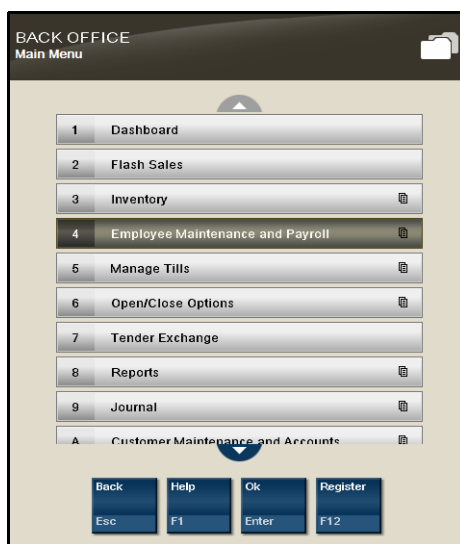 BACK OFFICE
Main Menu
1 Dashboard
2 Flash Sales
3 Inventory
4 Employee Maintenance and Payroll
5 Manage Tills
6 Open/Close Options
7 Tender Exchange
8 Reports
9 Journal
A Customer Maintenance and Accounts
Back Help Ok Register
Esc F1 Enter F12